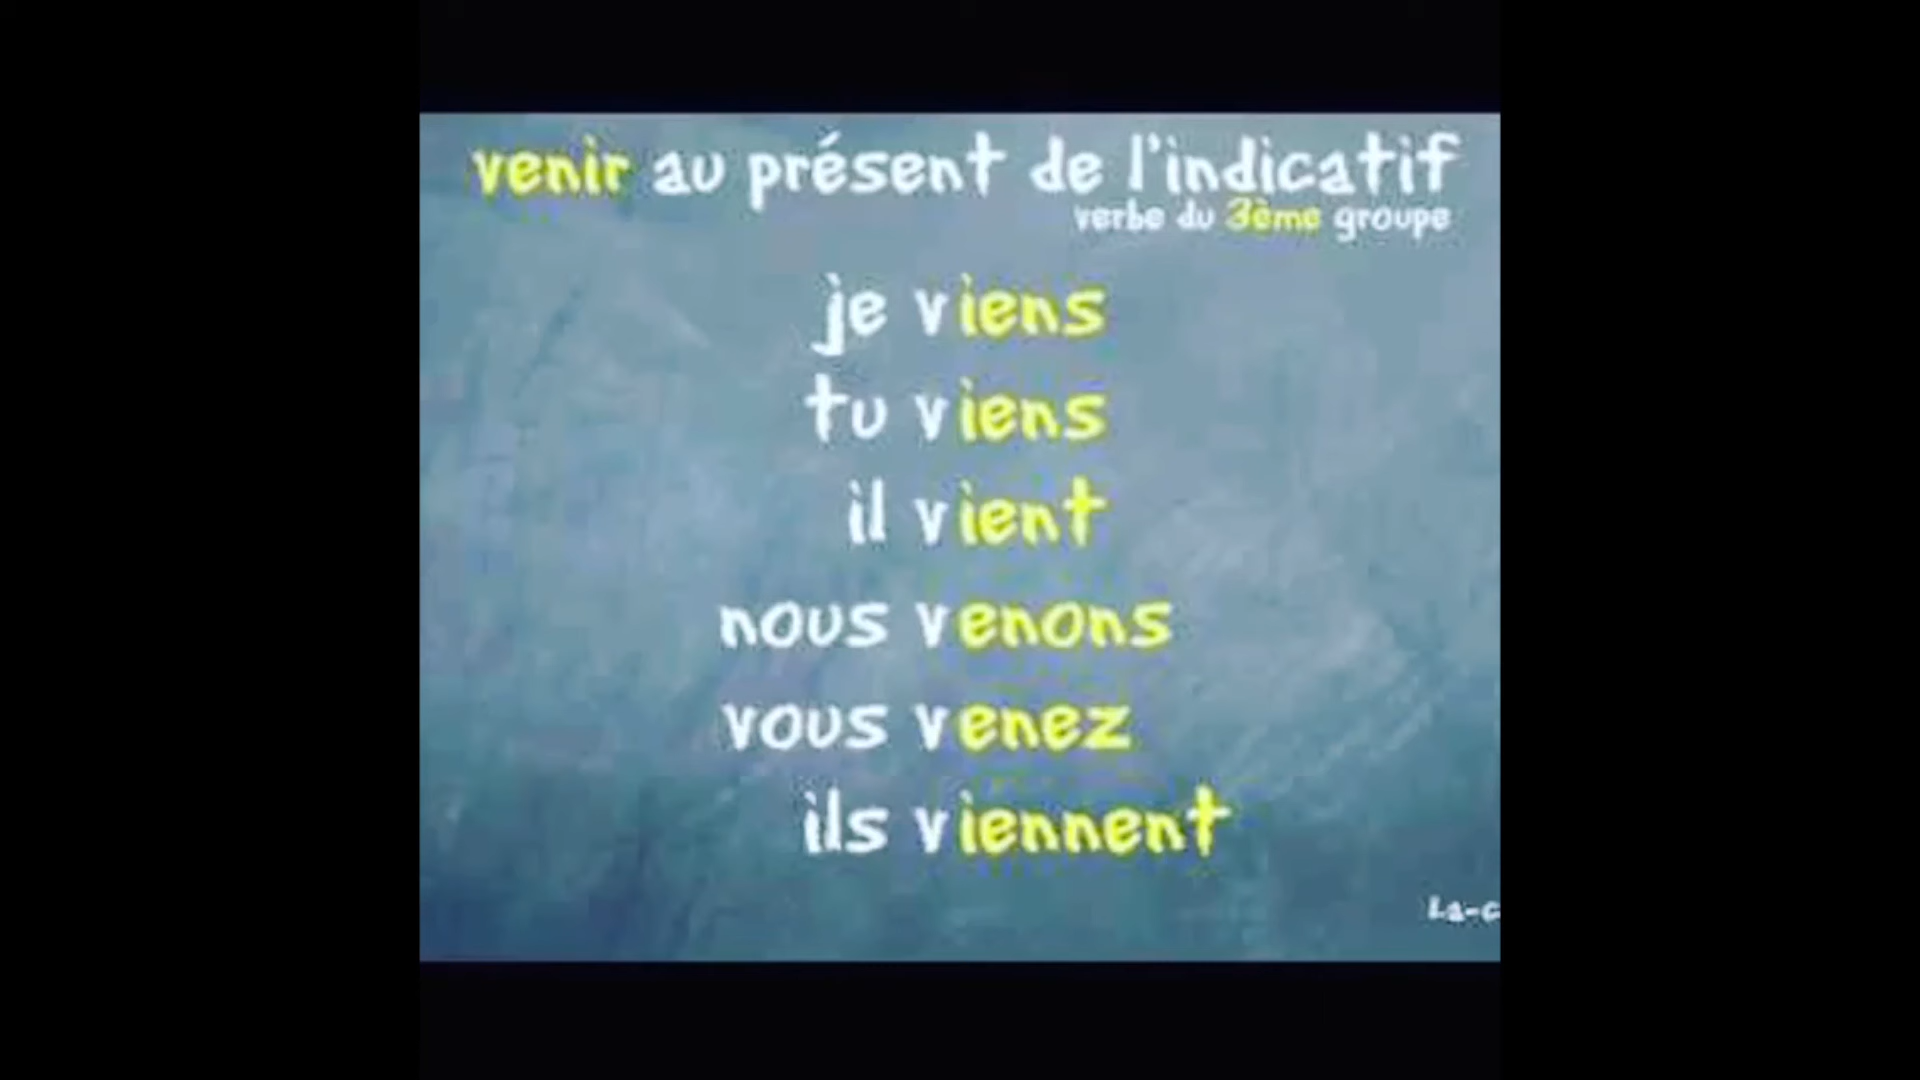 venir au présent de l'indicatif
verbe du 3ème groupe
je viens
tu viens
il vient
nous venons
vous venez
ils viennent
La-c